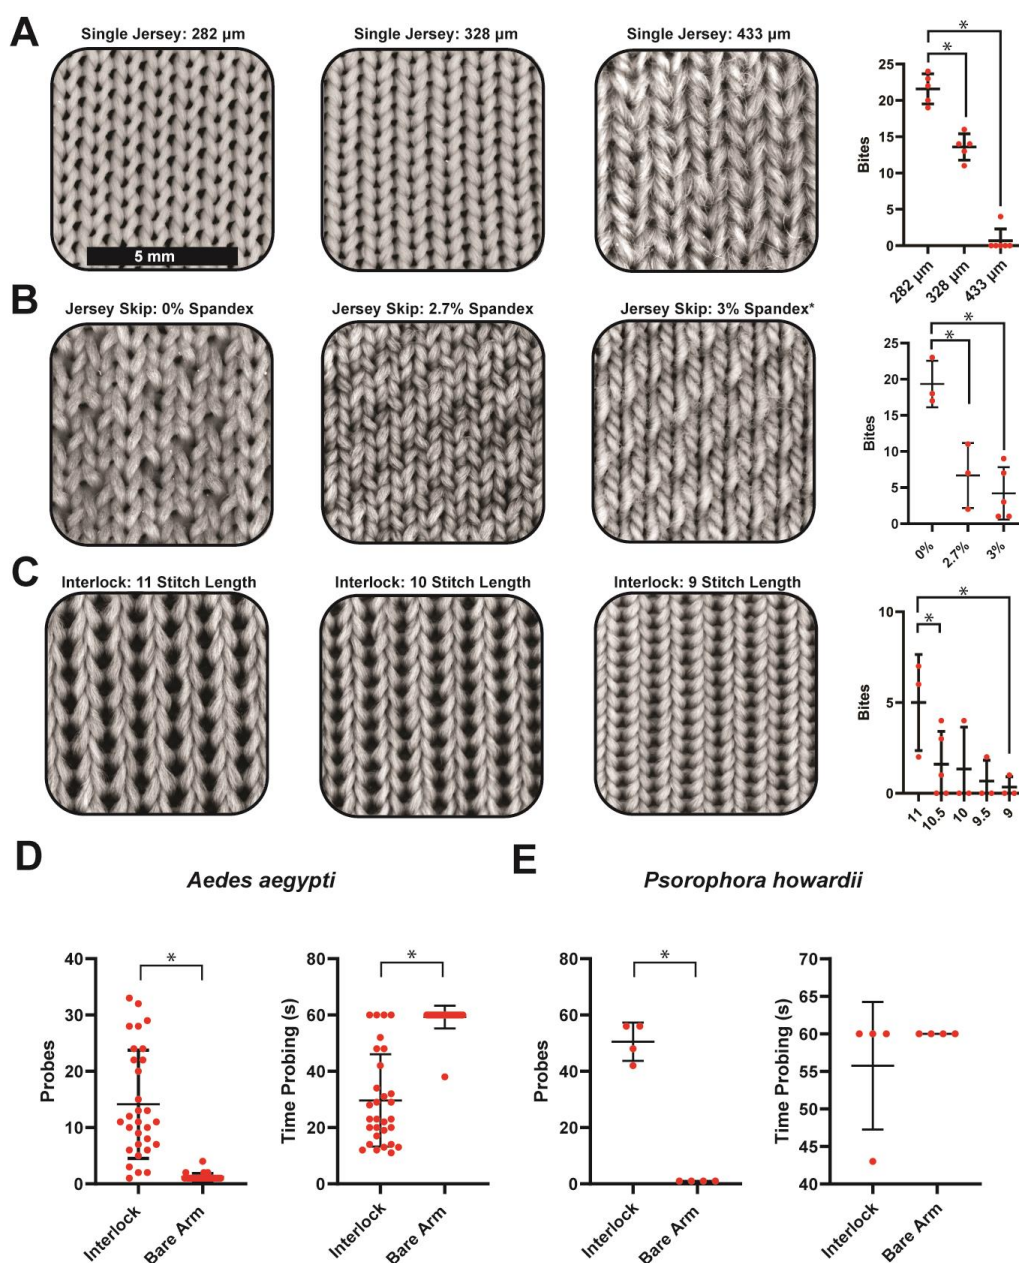 A
Single Jersey: 282 µm
Single Jersey: 328 µm
Single Jersey: 433 µm
5 mm
Bites
25
20
15
10
5
0
*
*
282 µm
328 µm
433 µm
B
Jersey Skip: 0% Spandex
Jersey Skip: 2.7% Spandex
Jersey Skip: 3% Spandex*
Bites
25
20
15
10
5
0
*
*
0%
2.7%
3%
C
Interlock: 11 Stitch Length
Interlock: 10 Stitch Length
Interlock: 9 Stitch Length
Bites
10
5
0
*
*
11
10.5
10
9.5
9
D
Aedes aegypti
Probes
40
30
20
10
0
*
Interlock
Bare Arm
Time Probing (s)
80
60
40
20
0
*
Interlock
Bare Arm
E
Psorophora howardii
Probes
80
60
40
20
0
*
Interlock
Bare Arm
Time Probing (s)
70
65
60
55
50
45
40
Interlock
Bare Arm